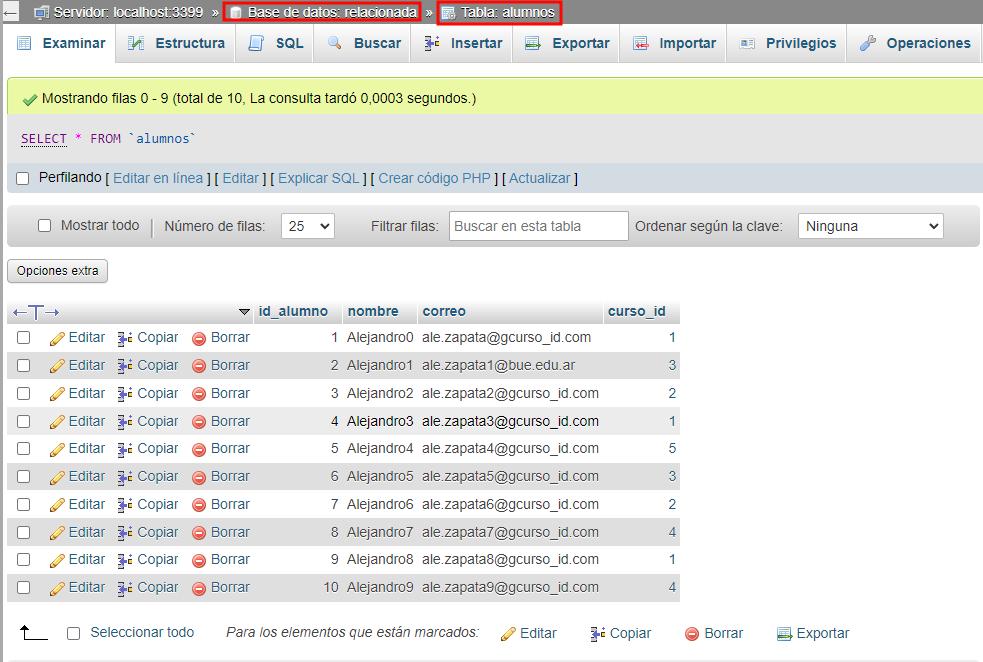 Servidor: localhost:3399 » Base de datos: relacionada » Tabla: alumnos
Examinar Estructura SQL Buscar Insertar Exportar Importar Privilegios Operaciones
Mostrando filas 0 - 9 (total de 10, La consulta tardó 0,0003 segundos.)
SELECT * FROM `alumnos`
Perfilando [ Editar en línea ] [ Editar ] [ Explicar SQL ] [ Crear código PHP ] [ Actualizar ]
Mostrar todo | Número de filas: 25 Filtrar filas: Buscar en esta tabla Ordenar según la clave: Ninguna
Opciones extra
←T→ id_alumno nombre correo curso_id
Editar Copiar Borrar 1 Alejandro0 ale.zapata@gcurso_id.com 1
Editar Copiar Borrar 2 Alejandro1 ale.zapata1@bue.edu.ar 3
Editar Copiar Borrar 3 Alejandro2 ale.zapata2@gcurso_id.com 2
Editar Copiar Borrar 4 Alejandro3 ale.zapata3@gcurso_id.com 1
Editar Copiar Borrar 5 Alejandro4 ale.zapata4@gcurso_id.com 5
Editar Copiar Borrar 6 Alejandro5 ale.zapata5@gcurso_id.com 3
Editar Copiar Borrar 7 Alejandro6 ale.zapata6@gcurso_id.com 2
Editar Copiar Borrar 8 Alejandro7 ale.zapata7@gcurso_id.com 4
Editar Copiar Borrar 9 Alejandro8 ale.zapata8@gcurso_id.com 1
Editar Copiar Borrar 10 Alejandro9 ale.zapata9@gcurso_id.com 4
Seleccionar todo Para los elementos que están marcados: Editar Copiar Borrar Exportar